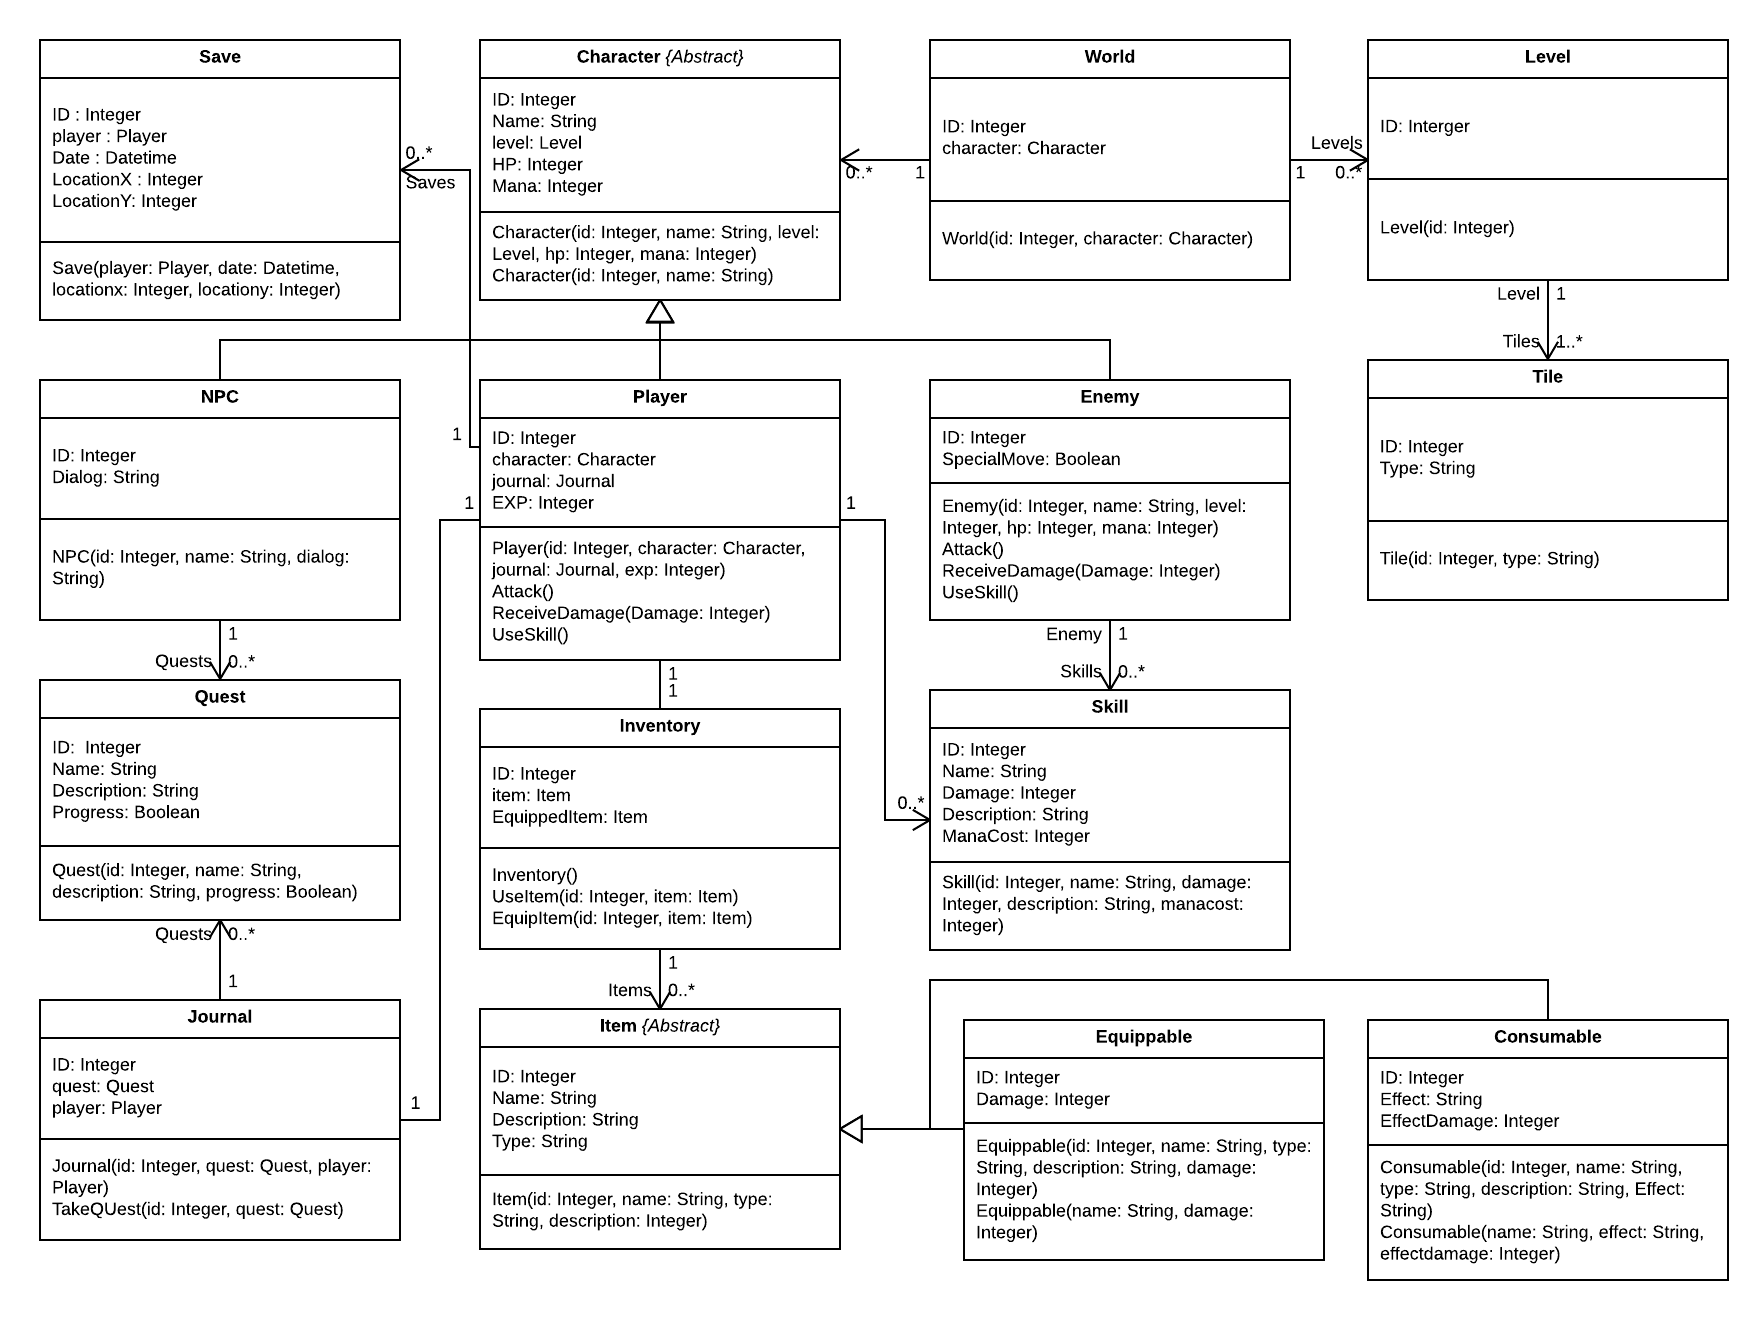 Save
ID : Integer
player : Player
Date : Datetime
LocationX : Integer
LocationY: Integer
Save(player: Player, date: Datetime,
locationx: Integer, locationy: Integer)
0..*
Saves
Character {Abstract}
ID: Integer
Name: String
level: Level
HP: Integer
Mana: Integer
Character(id: Integer, name: String, level:
Level, hp: Integer, mana: Integer)
Character(id: Integer, name: String)
0..*
1
World
ID: Integer
character: Character
World(id: Integer, character: Character)
Levels
1
0..*
Level
ID: Interger
Level(id: Integer)
Level
1
Tiles
1..*
NPC
ID: Integer
Dialog: String
NPC(id: Integer, name: String, dialog:
String)
1
Quests
0..*
1
1
Player
ID: Integer
character: Character
journal: Journal
EXP: Integer
Player(id: Integer, character: Character,
journal: Journal, exp: Integer)
Attack()
ReceiveDamage(Damage: Integer)
UseSkill()
1
1
1
Enemy
ID: Integer
SpecialMove: Boolean
Enemy(id: Integer, name: String, level:
Integer, hp: Integer, mana: Integer)
Attack()
ReceiveDamage(Damage: Integer)
UseSkill()
Enemy
1
Skills
0..*
Tile
ID: Integer
Type: String
Tile(id: Integer, type: String)
Quest
ID:  Integer
Name: String
Description: String
Progress: Boolean
Quest(id: Integer, name: String,
description: String, progress: Boolean)
Quests
0..*
1
Inventory
ID: Integer
item: Item
EquippedItem: Item
Inventory()
UseItem(id: Integer, item: Item)
EquipItem(id: Integer, item: Item)
1
Items
0..*
0..*
Skill
ID: Integer
Name: String
Damage: Integer
Description: String
ManaCost: Integer
Skill(id: Integer, name: String, damage:
Integer, description: String, manacost:
Integer)
Journal
ID: Integer
quest: Quest
player: Player
Journal(id: Integer, quest: Quest, player:
Player)
TakeQUest(id: Integer, quest: Quest)
1
Item {Abstract}
ID: Integer
Name: String
Description: String
Type: String
Item(id: Integer, name: String, type:
String, description: Integer)
Equippable
ID: Integer
Damage: Integer
Equippable(id: Integer, name: String, type:
String, description: String, damage:
Integer)
Equippable(name: String, damage:
Integer)
Consumable
ID: Integer
Effect: String
EffectDamage: Integer
Consumable(id: Integer, name: String,
type: String, description: String, Effect:
String)
Consumable(name: String, effect: String,
effectdamage: Integer)